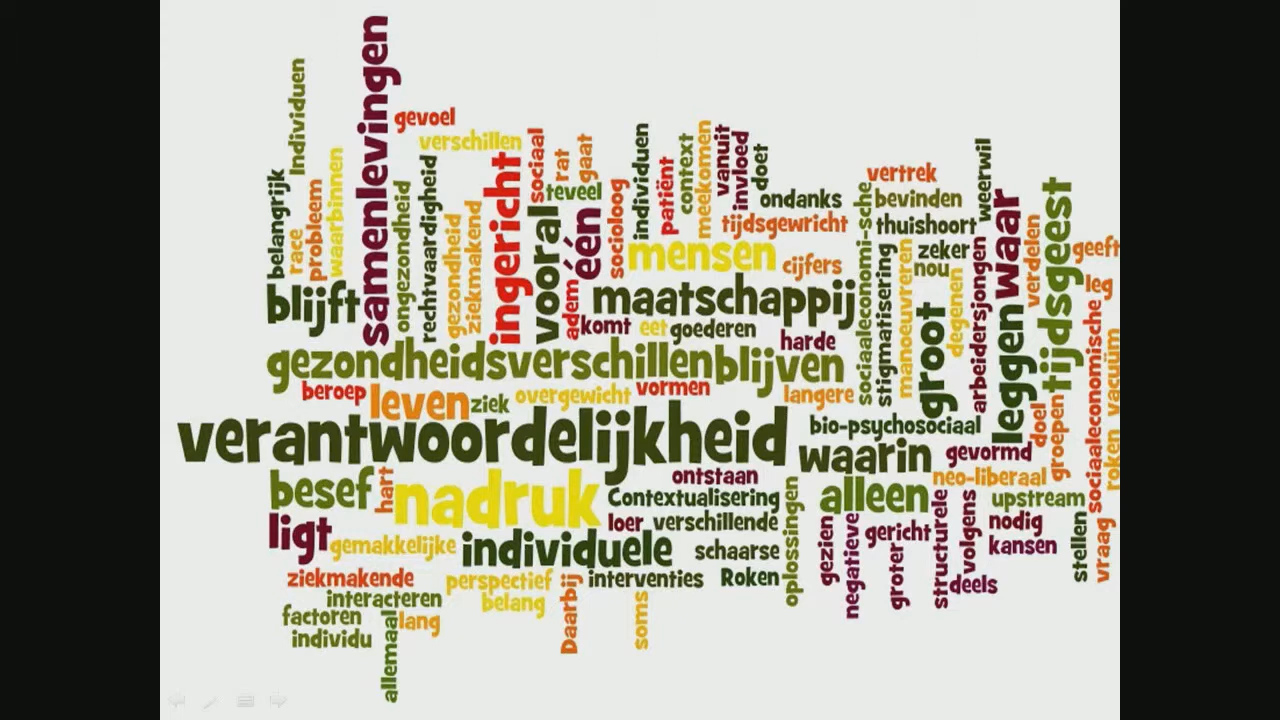 samenlevingen
Individuen
gevoel
verschillen
belangrijk
race
probleem
waarbinnen
ongezondheid
rechrvaardigheid
gezondheid
ziekmakend
ingericht
sociaal
vooral
rat
gaat
teveel
één
adem
socioloog
individuen
patiënt
context
meekomen
vanuit
invloed
doet
ondanks
tijdsgewricht
mensen
cijfers
vertrek
bevinden
thuishoort
weerwil
zeker
nou
sociaaleconomi-sche
stigmatisering
manoeuvreren
degenen
arbeidersjongen
waar
leggen
verdelen
tijdsgeest
geeft
leg
blijft
maatschappij
komt
eet
goederen
harde
groot
gezondheidsverschillen
blijven
beroep
leven
ziek
overgewicht
vormen
langere
doel
groepen
sociaaleconomische
roken
vacuüm
verantwoordelijkheid
bio-psychosociaal
waarin
gevormd
besef
hart
nadruk
ontstaan
Contextualisering
neo-liberaal
alleen
upstream
ligt
loer
verschillende
oplossingen
gericht
nodig
gemakkelijke
individuele
schaarse
kansen
gezien
negatieve
groter
structurele
volgens
stellen
vraag
ziekmakende
perspectief
Daarbij
interventies
Roken
deels
interacteren
belang
soms
factoren
lang
individu
allemaal